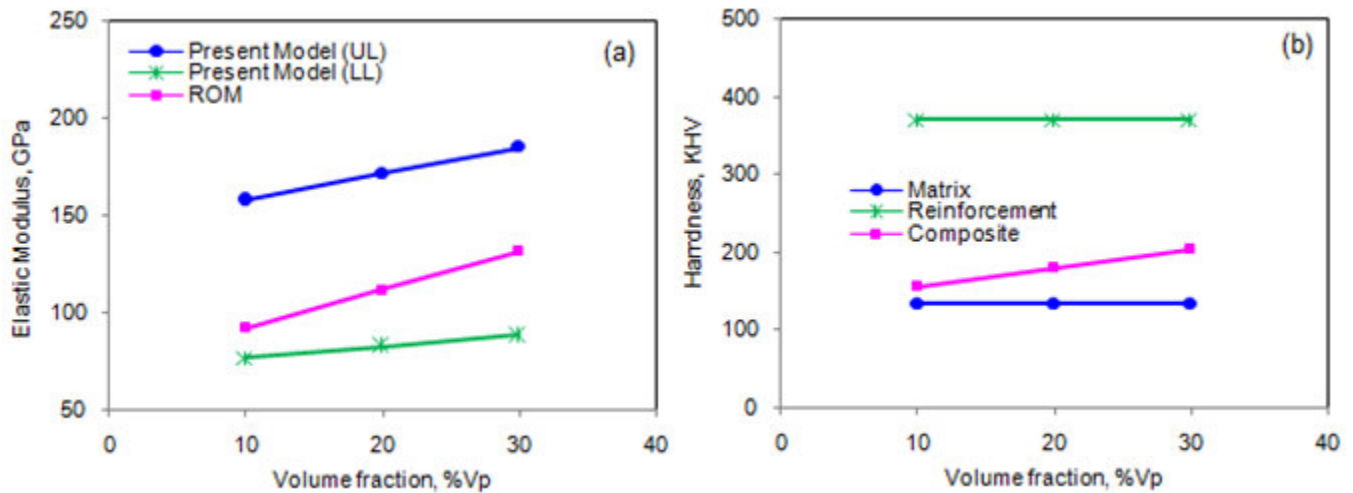 250
200
150
100
50
0
10
20
30
40
Elastic Modulus, GPa
Volume fraction, %Vp
Present Model (UL)
Present Model (LL)
ROM
(a)
500
400
300
200
100
0
0
10
20
30
40
Harrdness, KHV
Volume fraction, %Vp
Matrix
Reinforcement
Composite
(b)